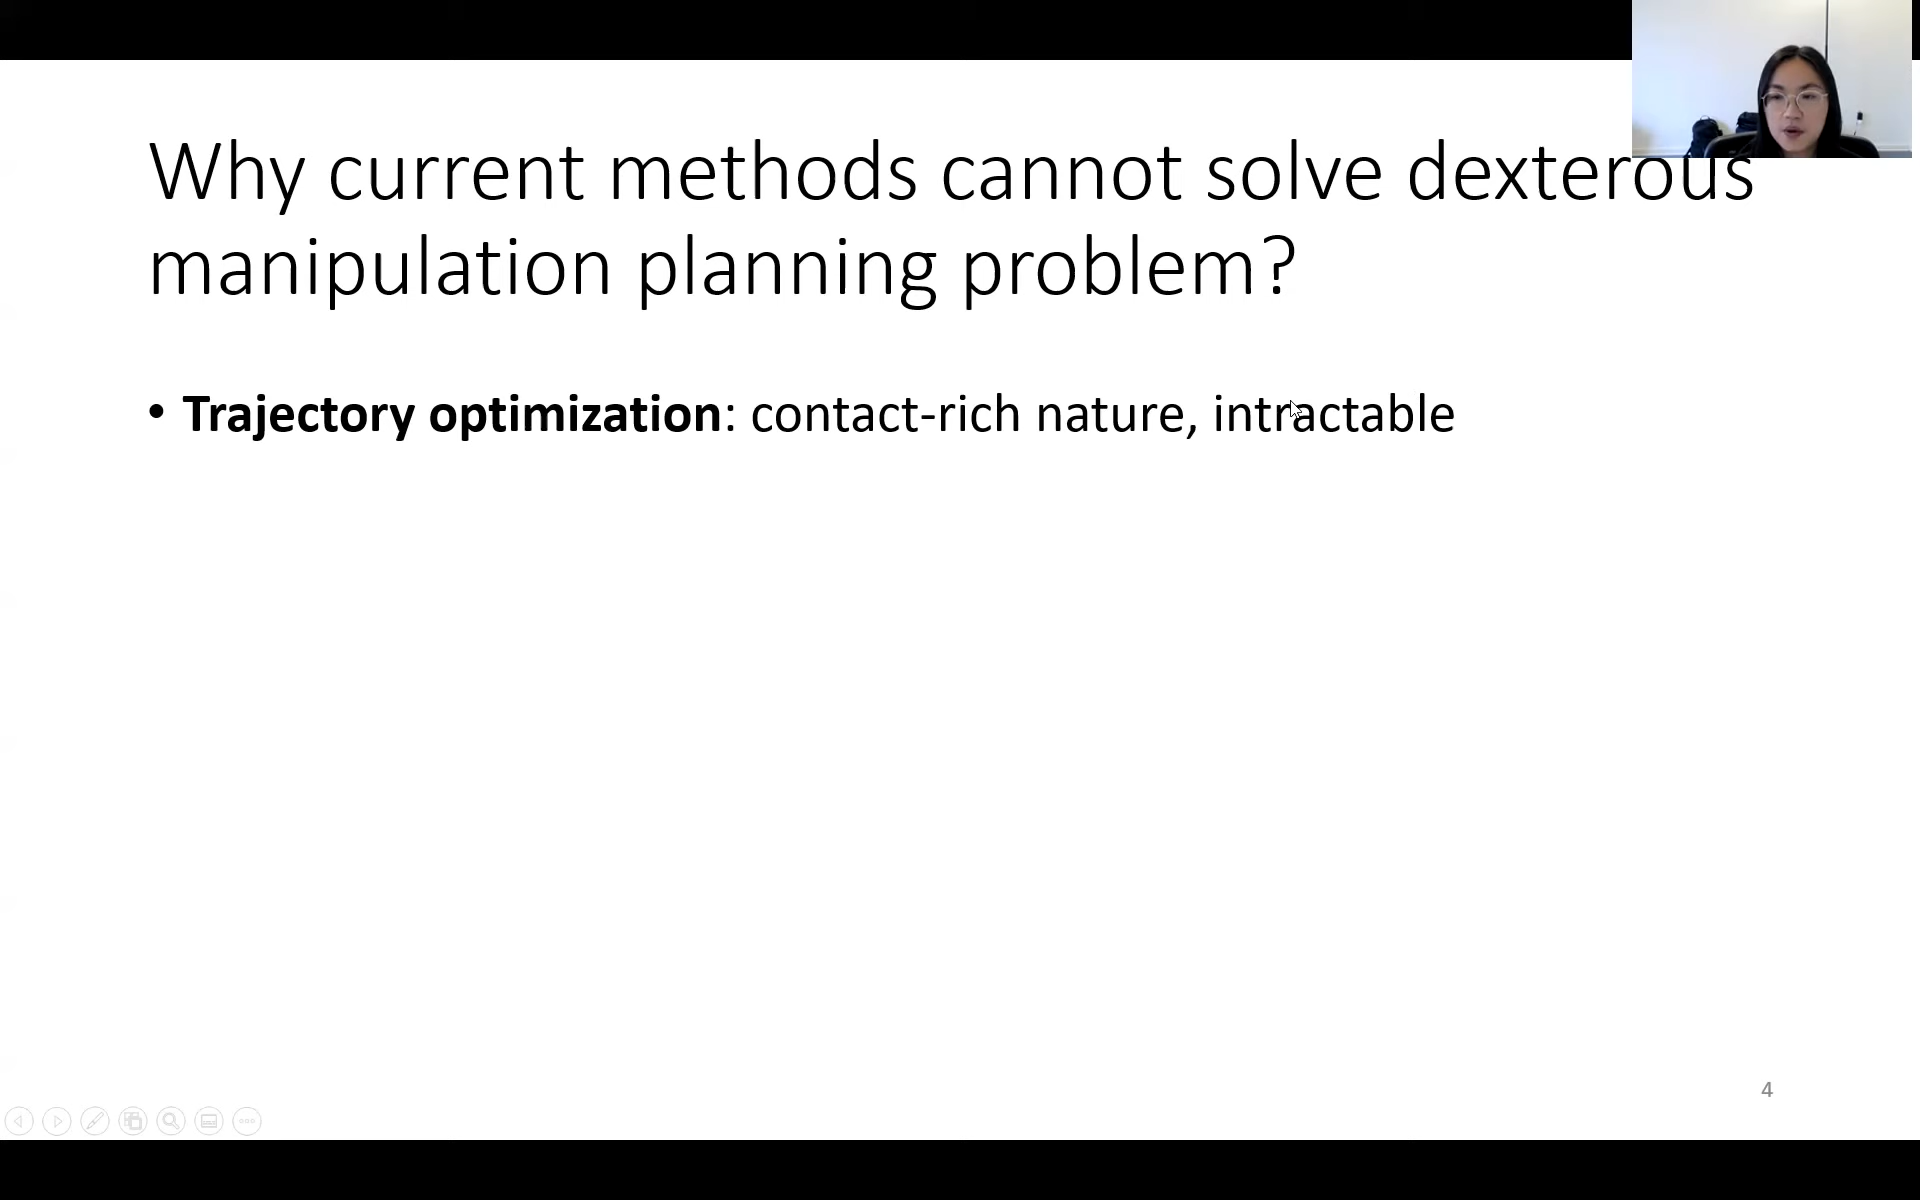 Why current methods cannot solve dexterous
manipulation planning problem?
• Trajectory optimization: contact-rich nature, intractable
4